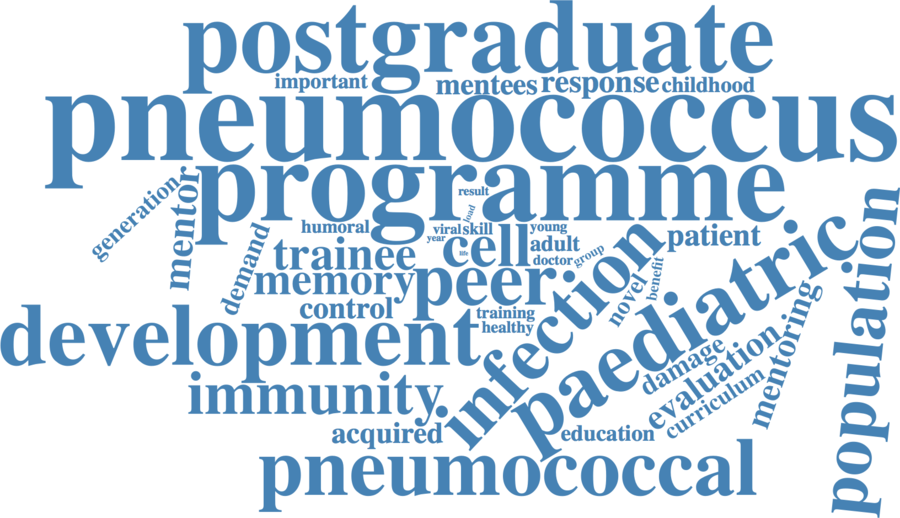 postgraduate
important mentees response childhood
pneumococcus
programme
result
load
generation
mentor
demand
humoral viral skill young
year
cell
life
adult
doctor group
trainee
patient
memory peer
infection
novel
benefit
paediatric
population
control
training
healthy
development
damage
evaluation
curriculum
mentoring
immunity
acquired
education
pneumococcal